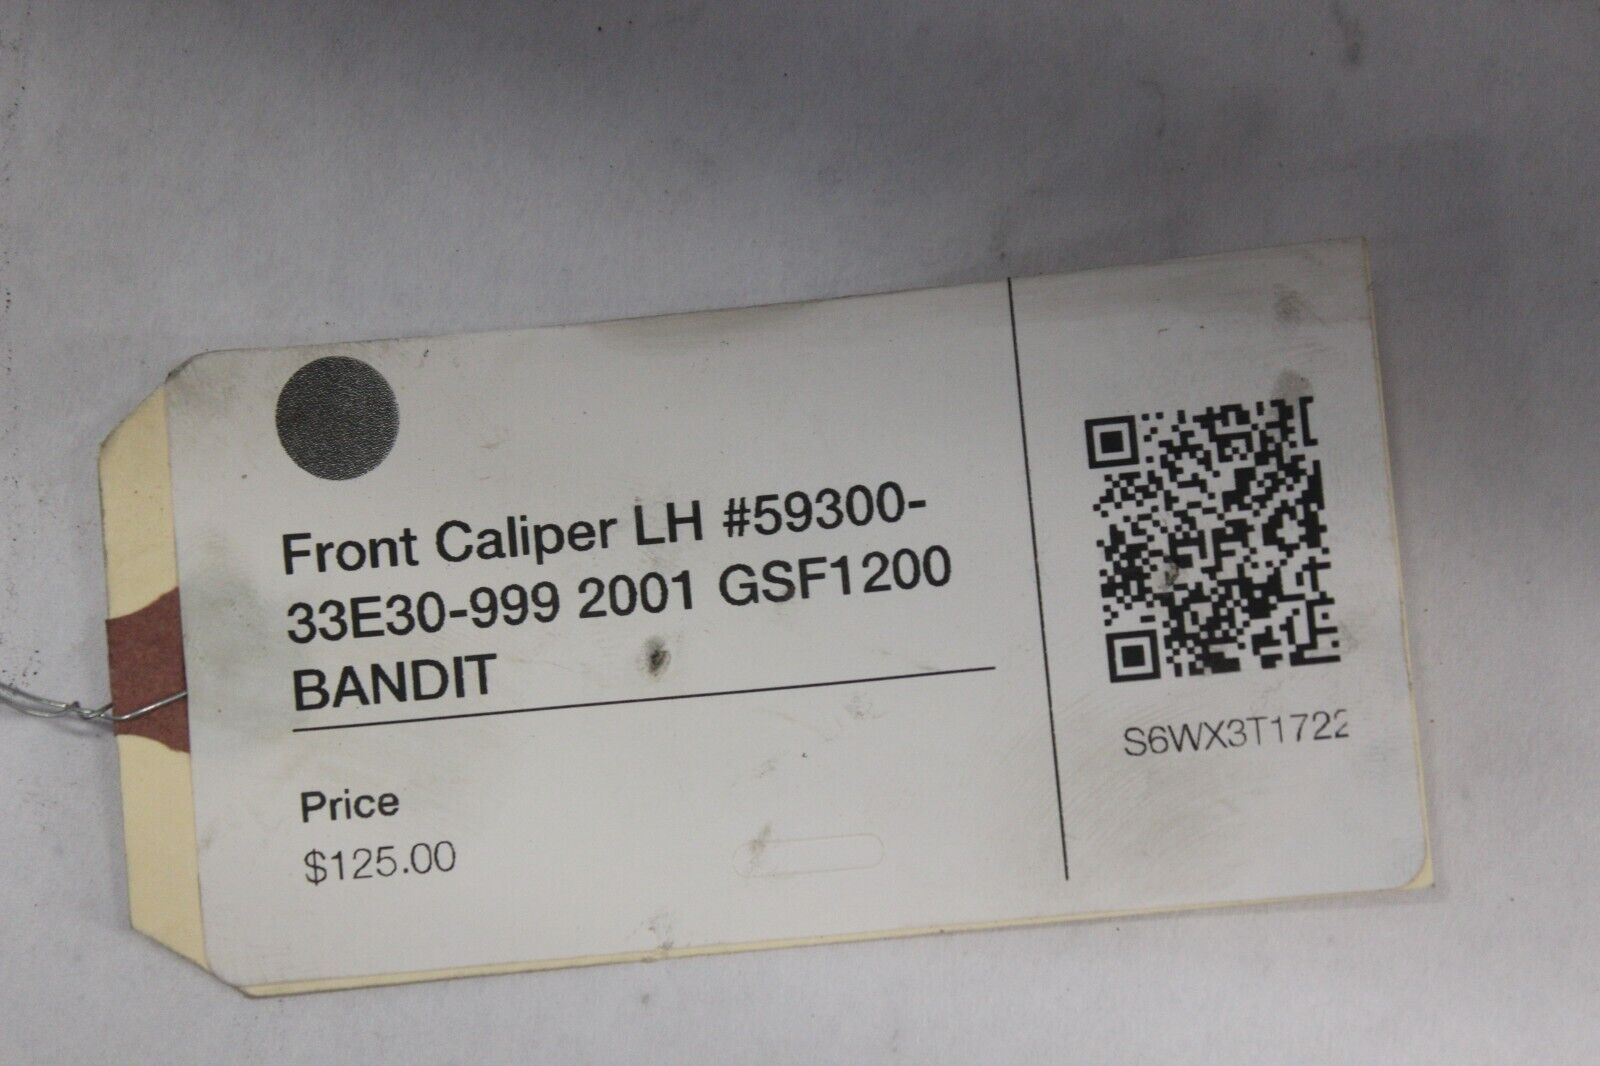 Front Caliper LH #59300-
33E30-999 2001 GSF1200
BANDIT
Price
$125.00
S6WX3T1722